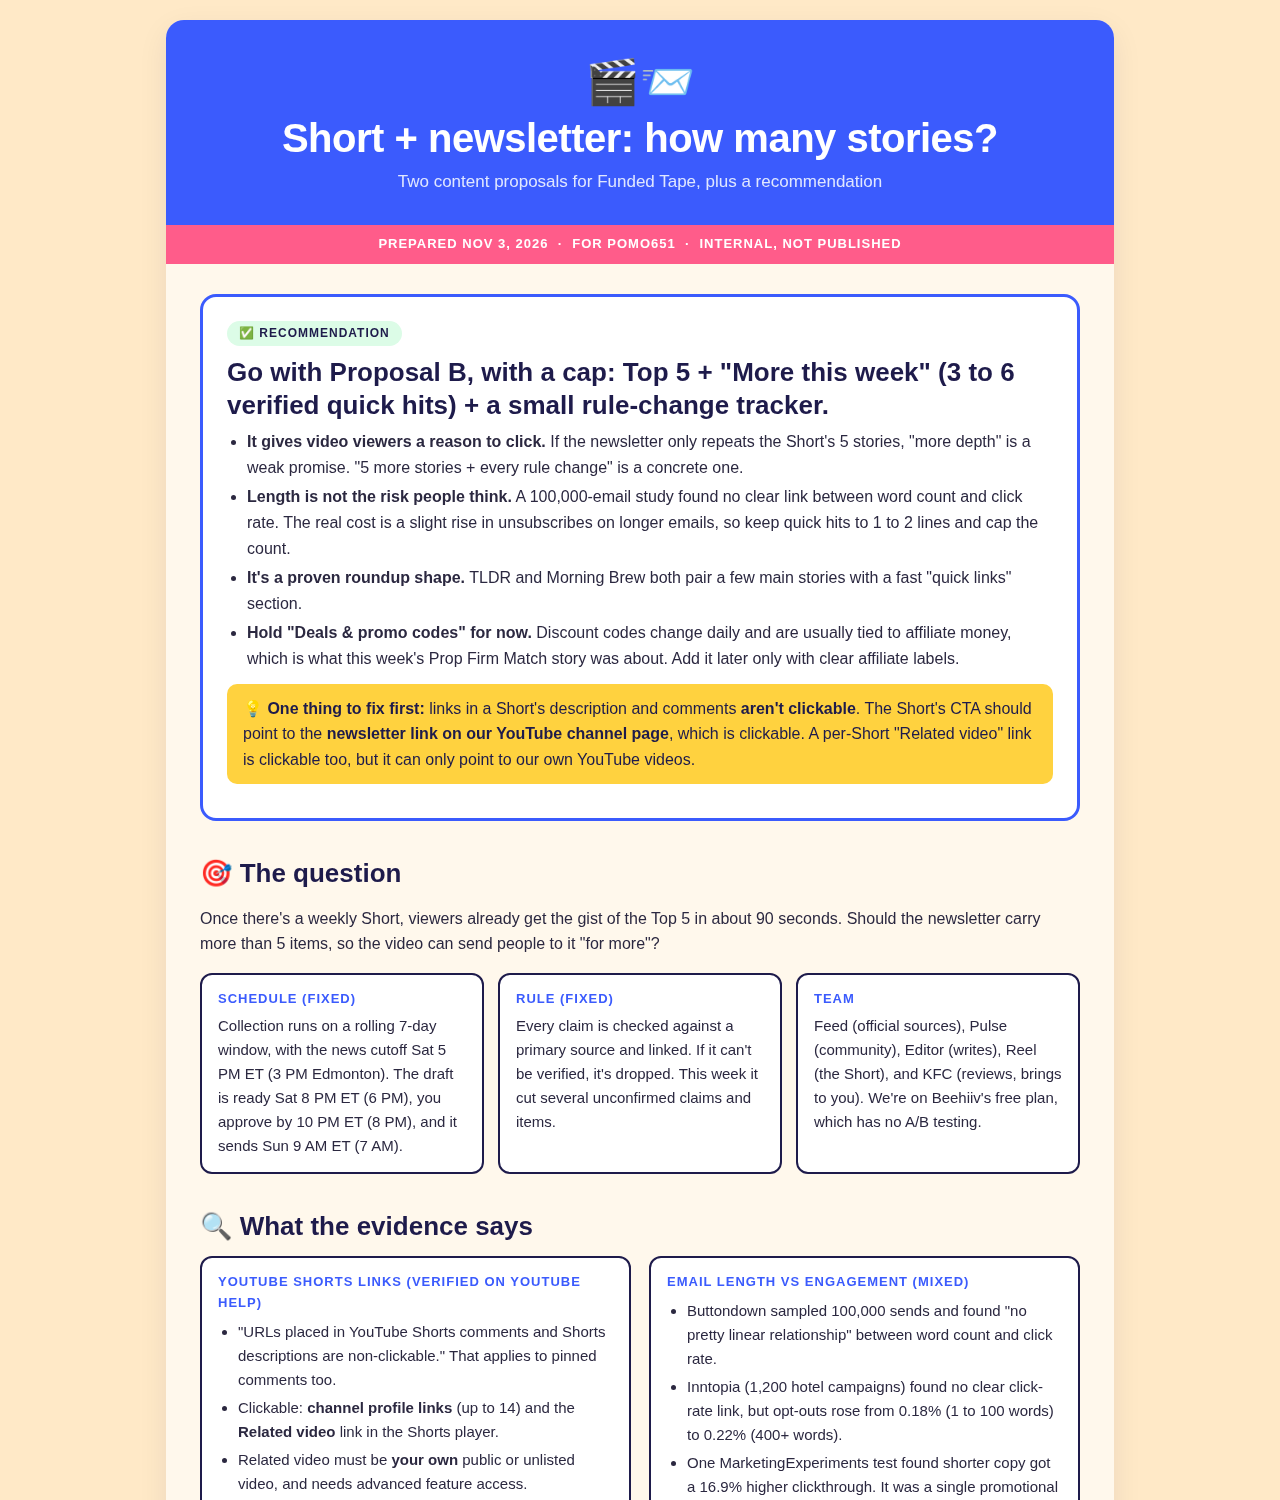 Short + newsletter: how many stories?
Two content proposals for Funded Tape, plus a recommendation
PREPARED NOV 3, 2026 · FOR POMO651 · INTERNAL, NOT PUBLISHED
✅ RECOMMENDATION
Go with Proposal B, with a cap: Top 5 + "More this week" (3 to 6
verified quick hits) + a small rule-change tracker.
• It gives video viewers a reason to click. If the newsletter only repeats the Short's 5 stories, "more depth" is a
weak promise. "5 more stories + every rule change" is a concrete one.
• Length is not the risk people think. A 100,000-email study found no clear link between word count and click
rate. The real cost is a slight rise in unsubscribes on longer emails, so keep quick hits to 1 to 2 lines and cap the
count.
• It's a proven roundup shape. TLDR and Morning Brew both pair a few main stories with a fast "quick links"
section.
• Hold "Deals & promo codes" for now. Discount codes change daily and are usually tied to affiliate money,
which is what this week's Prop Firm Match story was about. Add it later only with clear affiliate labels.
💡 One thing to fix first: links in a Short's description and comments aren't clickable. The Short's CTA should
point to the newsletter link on our YouTube channel page, which is clickable. A per-Short "Related video" link
is clickable too, but it can only point to our own YouTube videos.
🎯 The question
Once there's a weekly Short, viewers already get the gist of the Top 5 in about 90 seconds. Should the newsletter carry
more than 5 items, so the video can send people to it "for more"?
SCHEDULE (FIXED)
Collection runs on a rolling 7-day
window, with the news cutoff Sat 5
PM ET (3 PM Edmonton). The draft
is ready Sat 8 PM ET (6 PM), you
approve by 10 PM ET (8 PM), and it
sends Sun 9 AM ET (7 AM).
RULE (FIXED)
Every claim is checked against a
primary source and linked. If it can't
be verified, it's dropped. This week it
cut several unconfirmed claims and
items.
TEAM
Feed (official sources), Pulse
(community), Editor (writes), Reel
(the Short), and KFC (reviews, brings
to you). We're on Beehiiv's free plan,
which has no A/B testing.
🔍 What the evidence says
YOUTUBE SHORTS LINKS (VERIFIED ON YOUTUBE
HELP)
• "URLs placed in YouTube Shorts comments and Shorts
descriptions are non-clickable." That applies to pinned
comments too.
• Clickable: channel profile links (up to 14) and the
Related video link in the Shorts player.
• Related video must be your own public or unlisted
video, and needs advanced feature access.
EMAIL LENGTH VS ENGAGEMENT (MIXED)
• Buttondown sampled 100,000 sends and found "no
pretty linear relationship" between word count and click
rate.
• Inntopia (1,200 hotel campaigns) found no clear click-
rate link, but opt-outs rose from 0.18% (1 to 100 words)
to 0.22% (400+ words).
• One MarketingExperiments test found shorter copy got
a 16.9% higher clickthrough. It was a single promotional